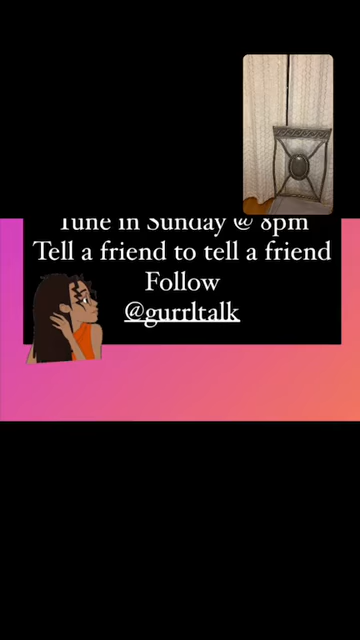 Tune in Sunday @ 8pm
Tell a friend to tell a friend
Follow
@gurrltalk